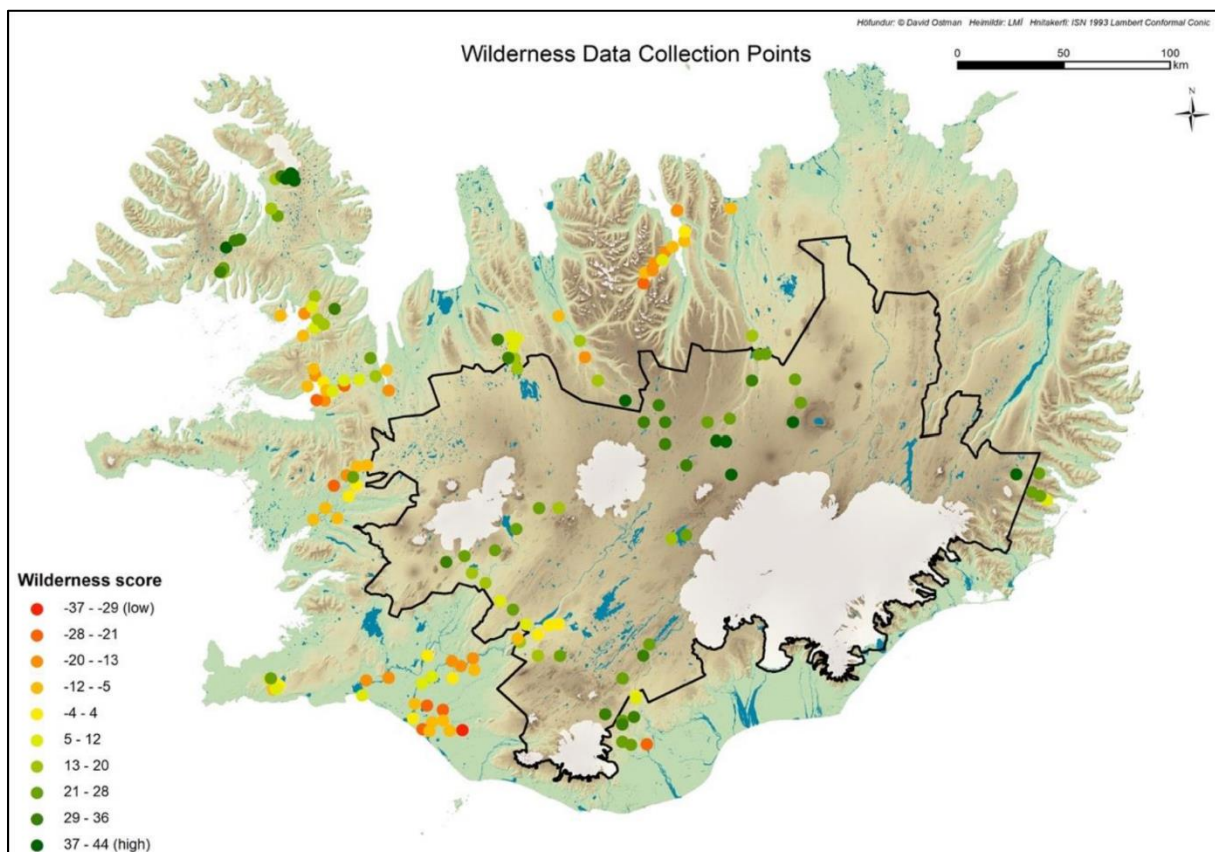 Höfundur: © David Ostman Heimildir: LMÍ Hnitakerfi: ISN 1993 Lambert Conformal Conic
Wilderness Data Collection Points
0 50 100
km
N
Wilderness score
-37 - -29 (low)
-28 - -21
-20 - -13
-12 - -5
-4 - 4
5 - 12
13 - 20
21 - 28
29 - 36
37 - 44 (high)